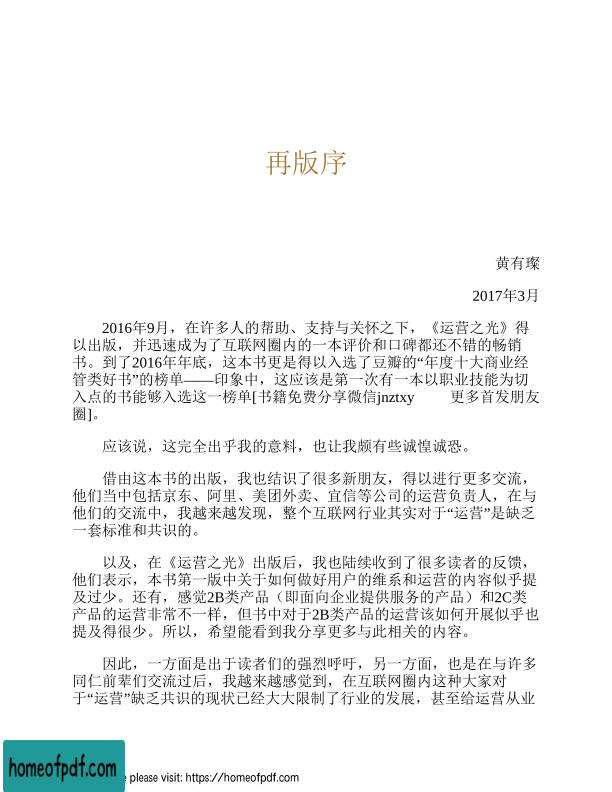 再版序
黄有璨
2017年3月
2016年9月，在许多人的帮助、支持与关怀之下，《运营之光》得
以出版，并迅速成为了互联网圈内的一本评价和口碑都还不错的畅销
书。到了2016年年底，这本书更是得以入选了豆瓣的“年度十大商业经
管类好书”的榜单——印象中，这应该是第一次有一本以职业技能为切
入点的书能够入选这一榜单[书籍免费分享微信jnztxy 更多首发朋友
圈]。
应该说，这完全出乎我的意料，也让我颇有些诚惶诚恐。
借由这本书的出版，我也结识了很多新朋友，得以进行更多交流，
他们当中包括京东、阿里、美团外卖、宜信等公司的运营负责人，在与
他们的交流中，我越来越发现，整个互联网行业其实对于“运营”是缺乏
一套标准和共识的。
以及，在《运营之光》出版后，我也陆续收到了很多读者的反馈，
他们表示，本书第一版中关于如何做好用户的维系和运营的内容似乎提
及过少。还有，感觉2B类产品（即面向企业提供服务的产品）和2C类
产品的运营非常不一样，但书中对于2B类产品的运营该如何开展似乎也
提及得很少。所以，希望能看到我分享更多与此相关的内容。
因此，一方面是出于读者们的强烈呼吁，另一方面，也是在与许多
同仁前辈们交流过后，我越来越感觉到，在互联网圈内这种大家对
于“运营”缺乏共识的现状已经大大限制了行业的发展，甚至给运营从业
homeofpdf.com
please visit: https://homeofpdf.com